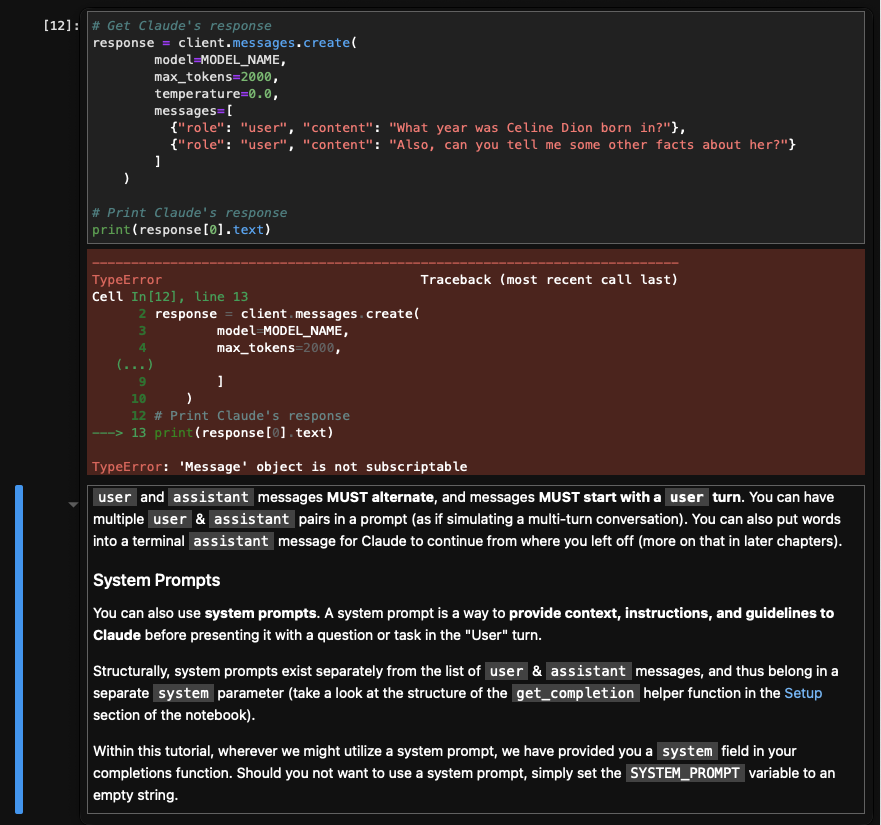 [12]: # Get Claude's response
response = client.messages.create(
        model=MODEL_NAME,
        max_tokens=2000,
        temperature=0.0,
        messages=[
          {"role": "user", "content": "What year was Celine Dion born in?"},
          {"role": "user", "content": "Also, can you tell me some other facts about her?"}
        ]
    )
# Print Claude's response
print(response[0].text)
---------------------------------------------------------------------------
TypeError                                 Traceback (most recent call last)
Cell In[12], line 13
      2 response = client.messages.create(
      3         model=MODEL_NAME,
      4         max_tokens=2000,
   (...)
      9         ]
     10     )
     12 # Print Claude's response
---> 13 print(response[0].text)
TypeError: 'Message' object is not subscriptable
user and assistant messages MUST alternate, and messages MUST start with a user turn. You can have
multiple user & assistant pairs in a prompt (as if simulating a multi-turn conversation). You can also put words
into a terminal assistant message for Claude to continue from where you left off (more on that in later chapters).
System Prompts
You can also use system prompts. A system prompt is a way to provide context, instructions, and guidelines to
Claude before presenting it with a question or task in the "User" turn.
Structurally, system prompts exist separately from the list of user & assistant messages, and thus belong in a
separate system parameter (take a look at the structure of the get_completion helper function in the Setup
section of the notebook).
Within this tutorial, wherever we might utilize a system prompt, we have provided you a system field in your
completions function. Should you not want to use a system prompt, simply set the SYSTEM_PROMPT variable to an
empty string.